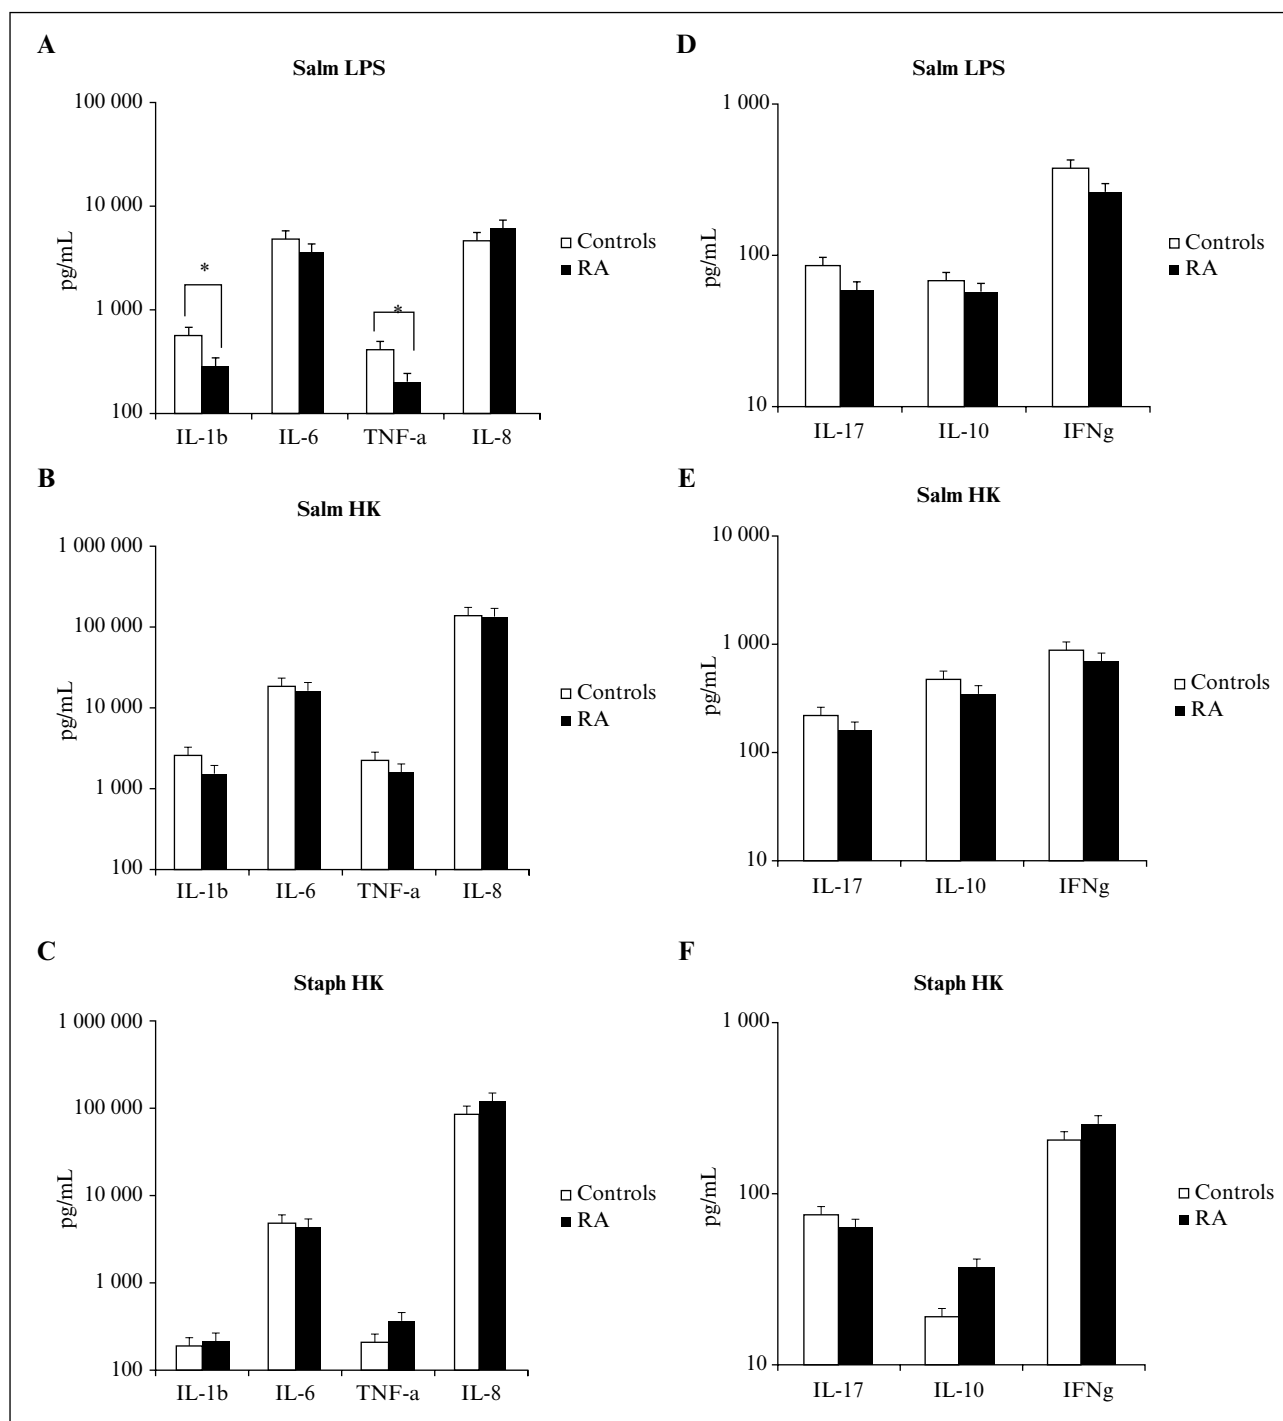 A
Salm LPS
100 000
10 000
1 000
100
pg/mL
*
*
Controls
RA
IL-1b IL-6 TNF-a IL-8
D
Salm LPS
1 000
100
10
pg/mL
Controls
RA
IL-17 IL-10 IFNg
B
Salm HK
1 000 000
100 000
10 000
1 000
100
pg/mL
Controls
RA
IL-1b IL-6 TNF-a IL-8
E
Salm HK
10 000
1 000
100
10
pg/mL
Controls
RA
IL-17 IL-10 IFNg
C
Staph HK
1 000 000
100 000
10 000
1 000
100
pg/mL
Controls
RA
IL-1b IL-6 TNF-a IL-8
F
Staph HK
1 000
100
10
pg/mL
Controls
RA
IL-17 IL-10 IFNg